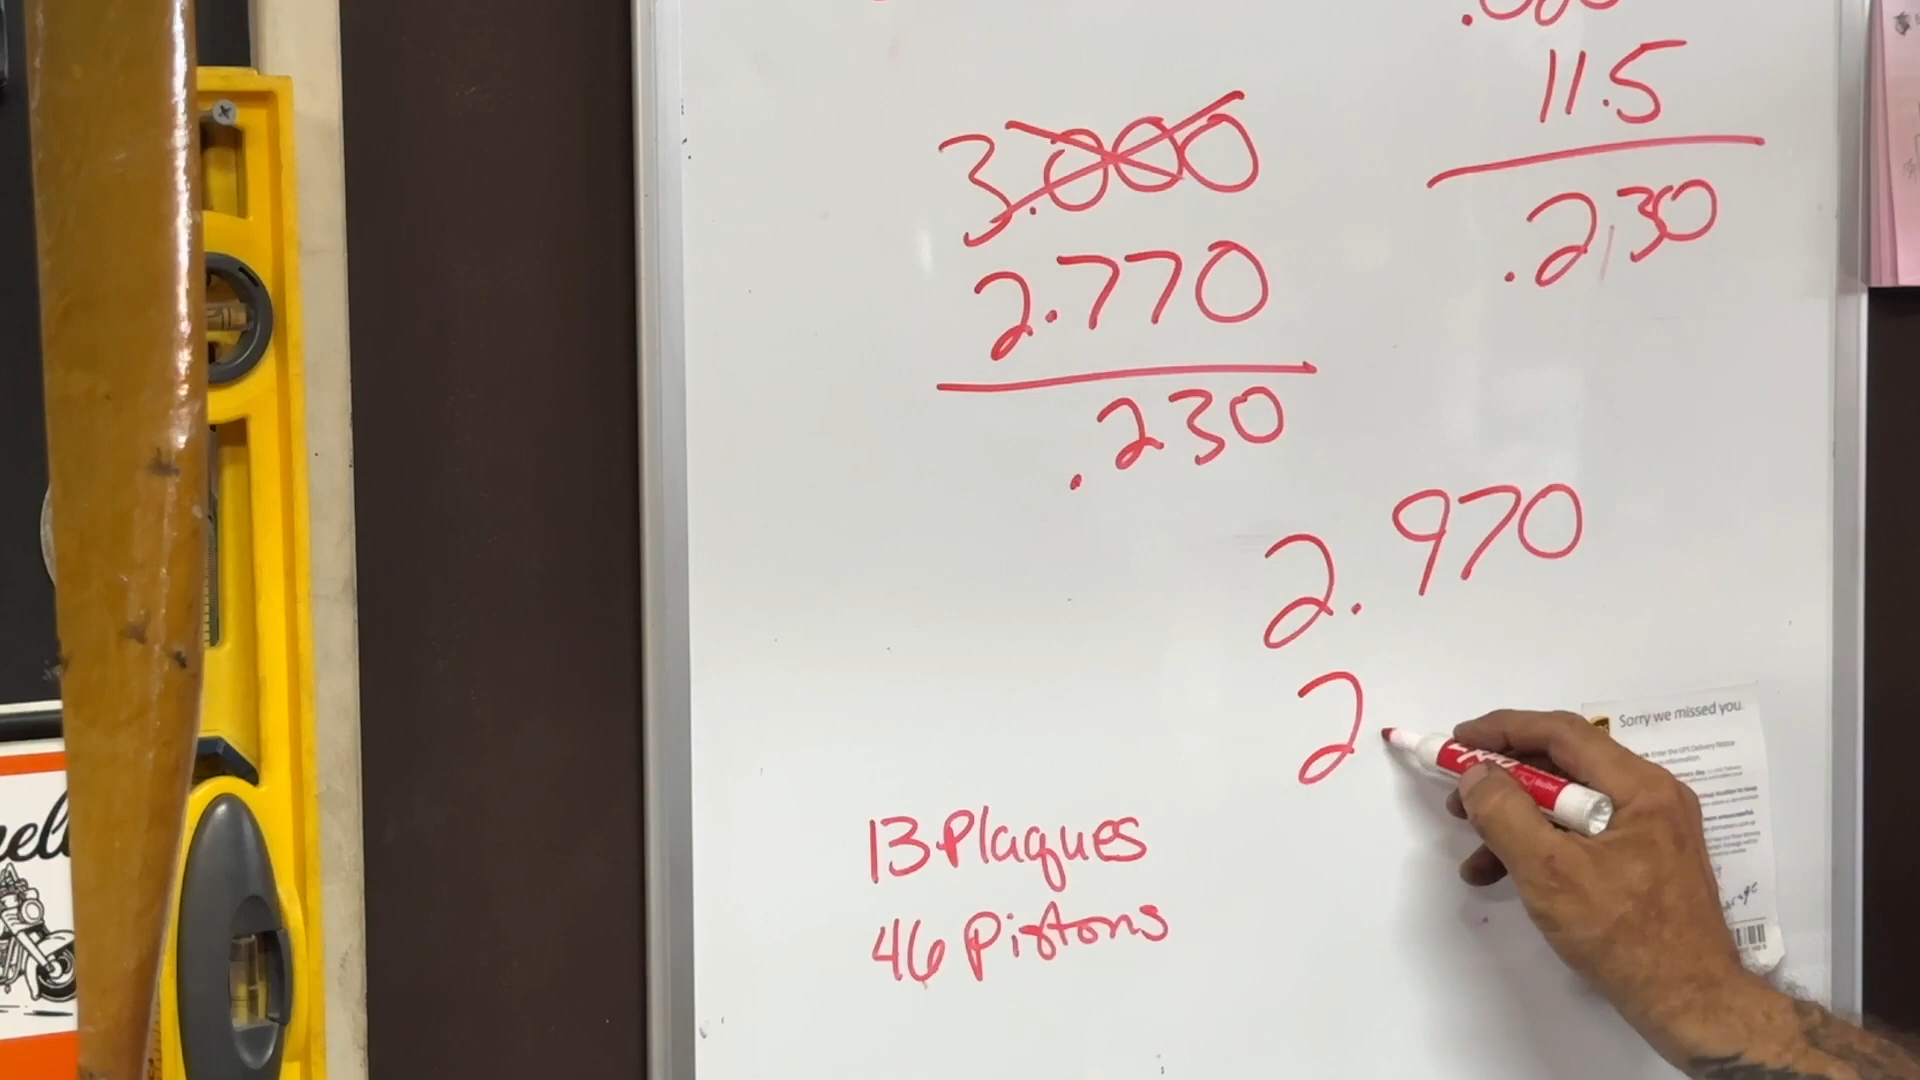 11.5
.230
3.000
2.770
.230
2.970
2.
13 Plaques
46 Pistons
Sorry we missed you.